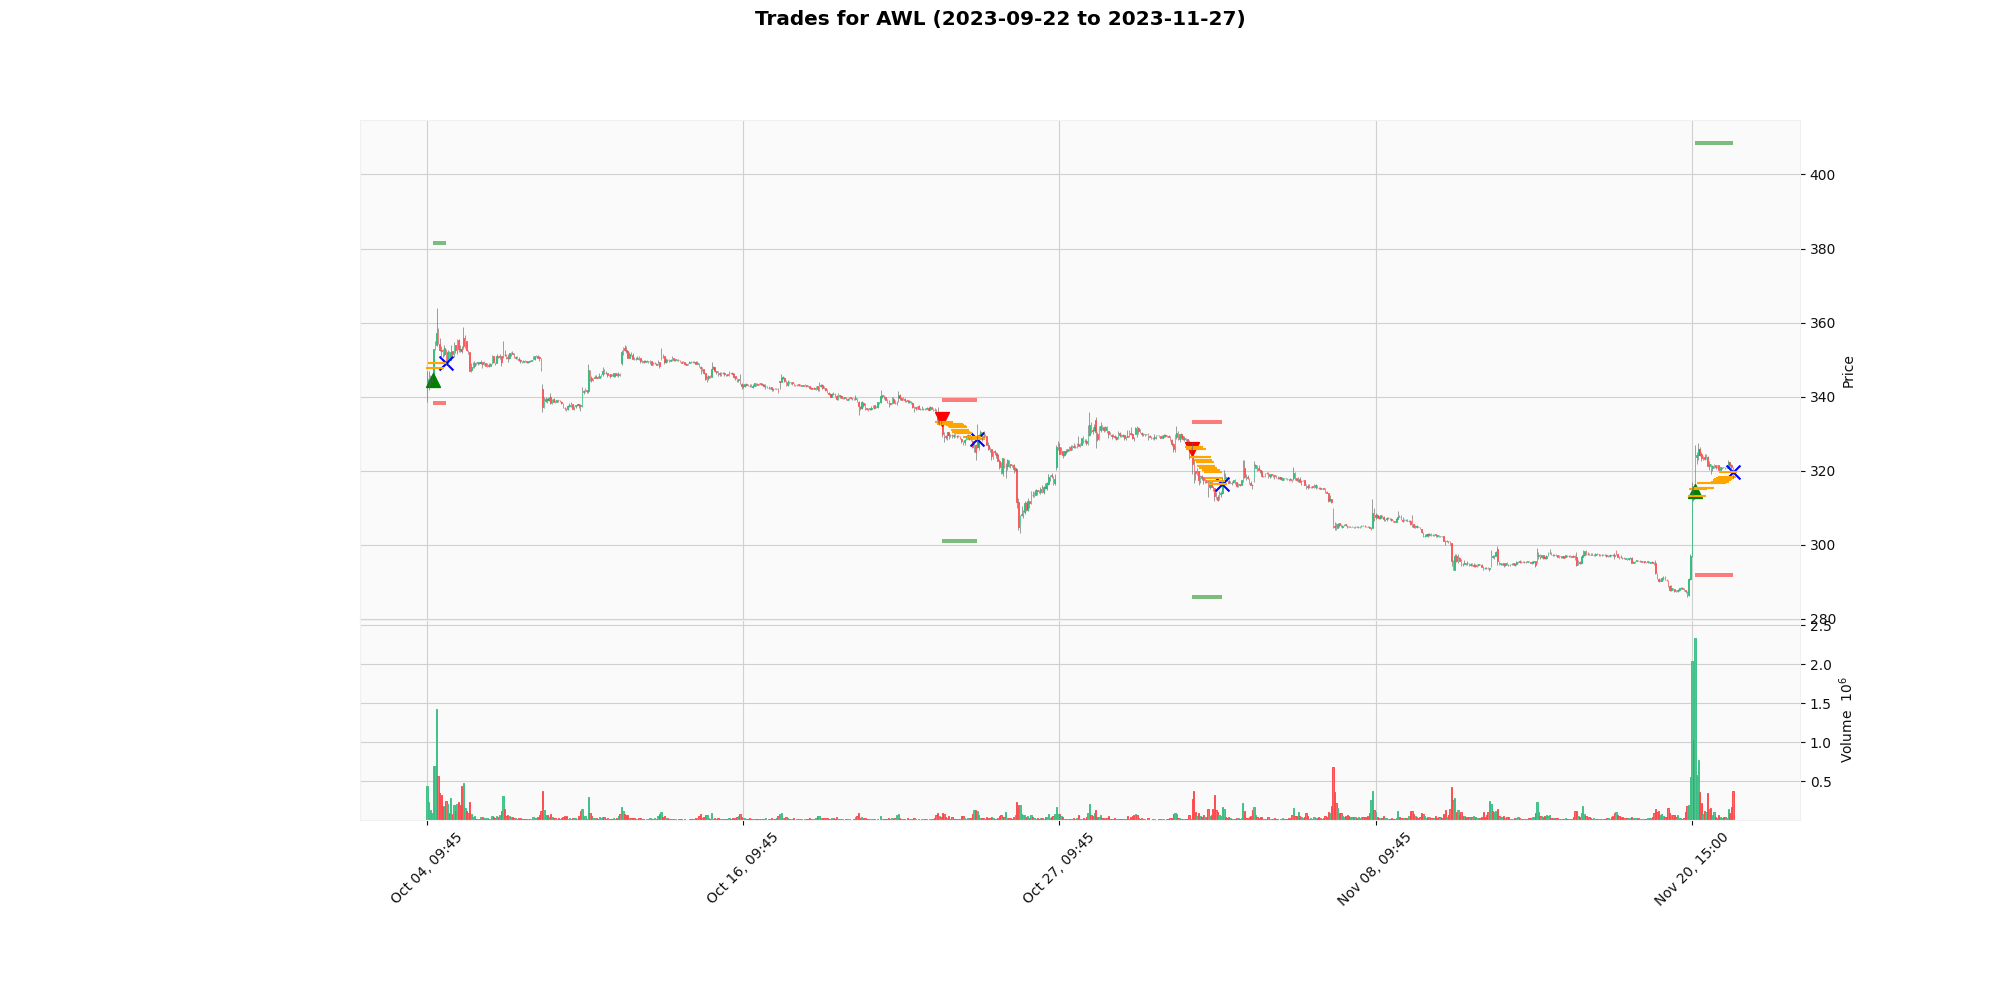 Trades for AWL (2023-09-22 to 2023-11-27)
400
380
360
340
320
300
280
Price
2.5
2.0
1.5
1.0
0.5
Volume 10^6
Oct 04, 09:45
Oct 16, 09:45
Oct 27, 09:45
Nov 08, 09:45
Nov 20, 15:00